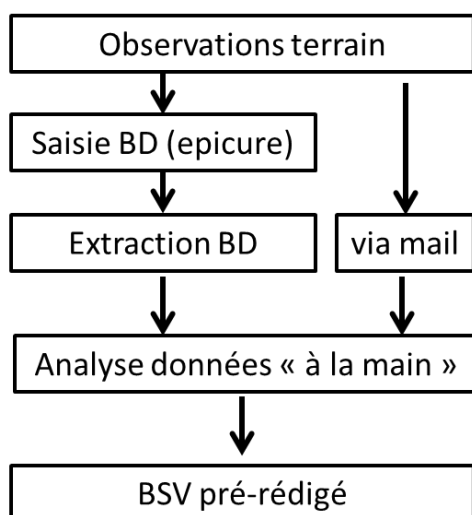 Observations terrain
Saisie BD (epicure)
Extraction BD
via mail
Analyse données « à la main »
BSV pré-rédigé